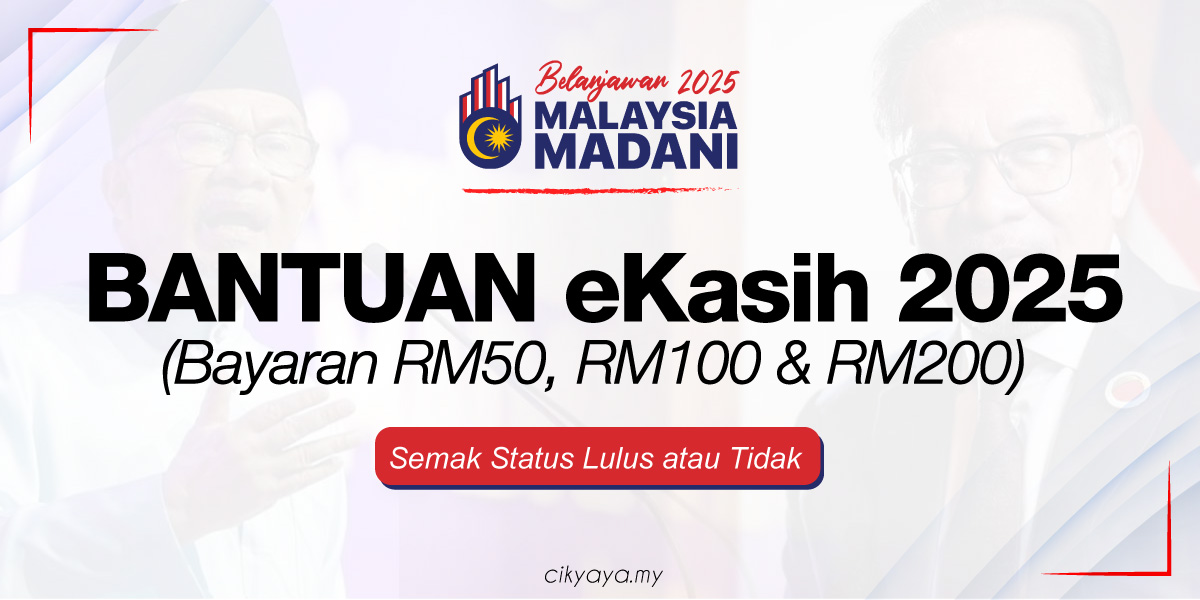 Belanjawan 2025
MALAYSIA
MADANI
BANTUAN eKasih 2025
(Bayaran RM50, RM100 & RM200)
Semak Status Lulus atau Tidak
cikyaya.my